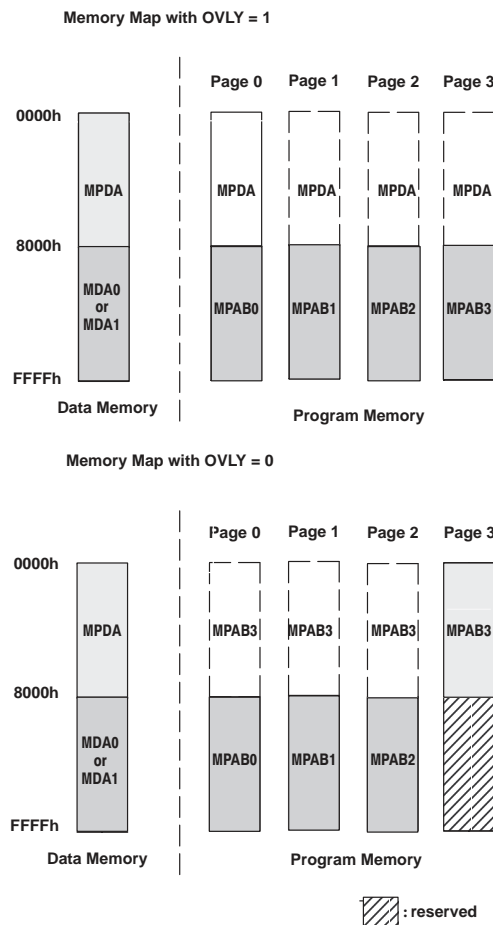 Memory Map with OVLY = 1
Page 0 Page 1 Page 2 Page 3
0000h
MPDA MPDA MPDA MPDA MPDA
8000h
MDA0
or
MDA1
MPAB0 MPAB1 MPAB2 MPAB3
FFFFh
Data Memory
Program Memory
Memory Map with OVLY = 0
Page 0 Page 1 Page 2 Page 3
0000h
MPDA MPAB3 MPAB3 MPAB3 MPAB3
8000h
MDA0
or
MDA1
MPAB0 MPAB1 MPAB2
FFFFh
Data Memory
Program Memory
: reserved